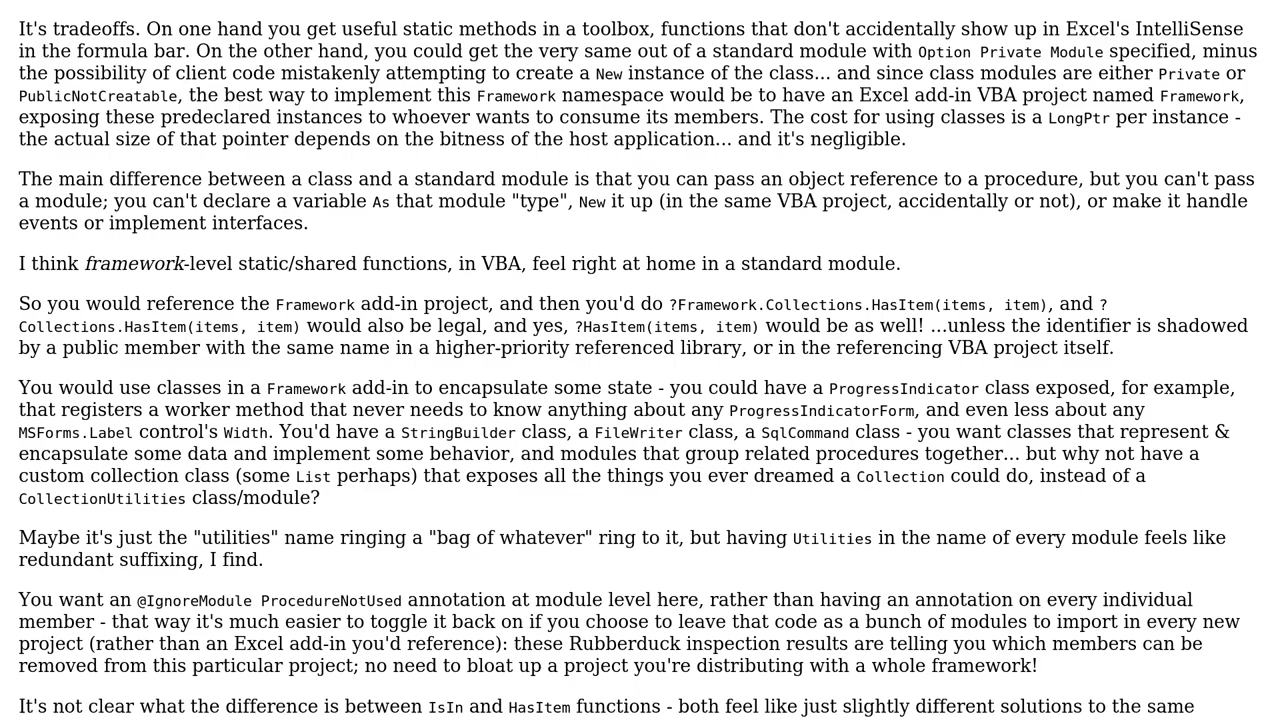 It's tradeoffs. On one hand you get useful static methods in a toolbox, functions that don't accidentally show up in Excel's IntelliSense
in the formula bar. On the other hand, you could get the very same out of a standard module with Option Private Module specified, minus
the possibility of client code mistakenly attempting to create a New instance of the class... and since class modules are either Private or
PublicNotCreatable, the best way to implement this Framework namespace would be to have an Excel add-in VBA project named Framework,
exposing these predeclared instances to whoever wants to consume its members. The cost for using classes is a LongPtr per instance -
the actual size of that pointer depends on the bitness of the host application... and it's negligible.
The main difference between a class and a standard module is that you can pass an object reference to a procedure, but you can't pass
a module; you can't declare a variable As that module "type", New it up (in the same VBA project, accidentally or not), or make it handle
events or implement interfaces.
I think framework-level static/shared functions, in VBA, feel right at home in a standard module.
So you would reference the Framework add-in project, and then you'd do ?Framework.Collections.HasItem(items, item), and ?
Collections.HasItem(items, item) would also be legal, and yes, ?HasItem(items, item) would be as well! ...unless the identifier is shadowed
by a public member with the same name in a higher-priority referenced library, or in the referencing VBA project itself.
You would use classes in a Framework add-in to encapsulate some state - you could have a ProgressIndicator class exposed, for example,
that registers a worker method that never needs to know anything about any ProgressIndicatorForm, and even less about any
MSForms.Label control's Width. You'd have a StringBuilder class, a FileWriter class, a SqlCommand class - you want classes that represent &
encapsulate some data and implement some behavior, and modules that group related procedures together... but why not have a
custom collection class (some List perhaps) that exposes all the things you ever dreamed a Collection could do, instead of a
CollectionUtilities class/module?
Maybe it's just the "utilities" name ringing a "bag of whatever" ring to it, but having Utilities in the name of every module feels like
redundant suffixing, I find.
You want an @IgnoreModule ProcedureNotUsed annotation at module level here, rather than having an annotation on every individual
member - that way it's much easier to toggle it back on if you choose to leave that code as a bunch of modules to import in every new
project (rather than an Excel add-in you'd reference): these Rubberduck inspection results are telling you which members can be
removed from this particular project; no need to bloat up a project you're distributing with a whole framework!
It's not clear what the difference is between IsIn and HasItem functions - both feel like just slightly different solutions to the same